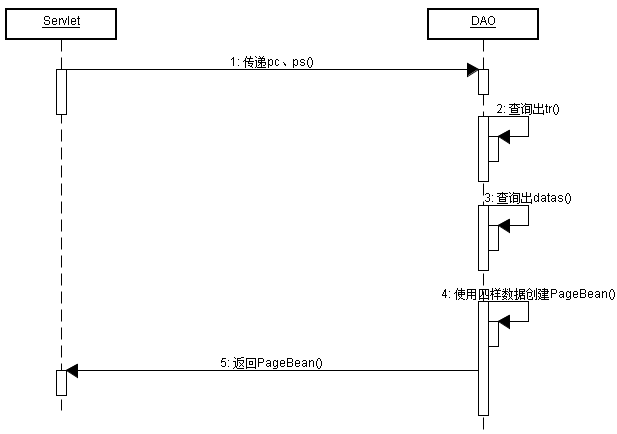 Servlet
DAO
1: 传递pc、ps()
2: 查询出tr()
3: 查询出datas()
4: 使用四样数据创建PageBean()
5: 返回PageBean()